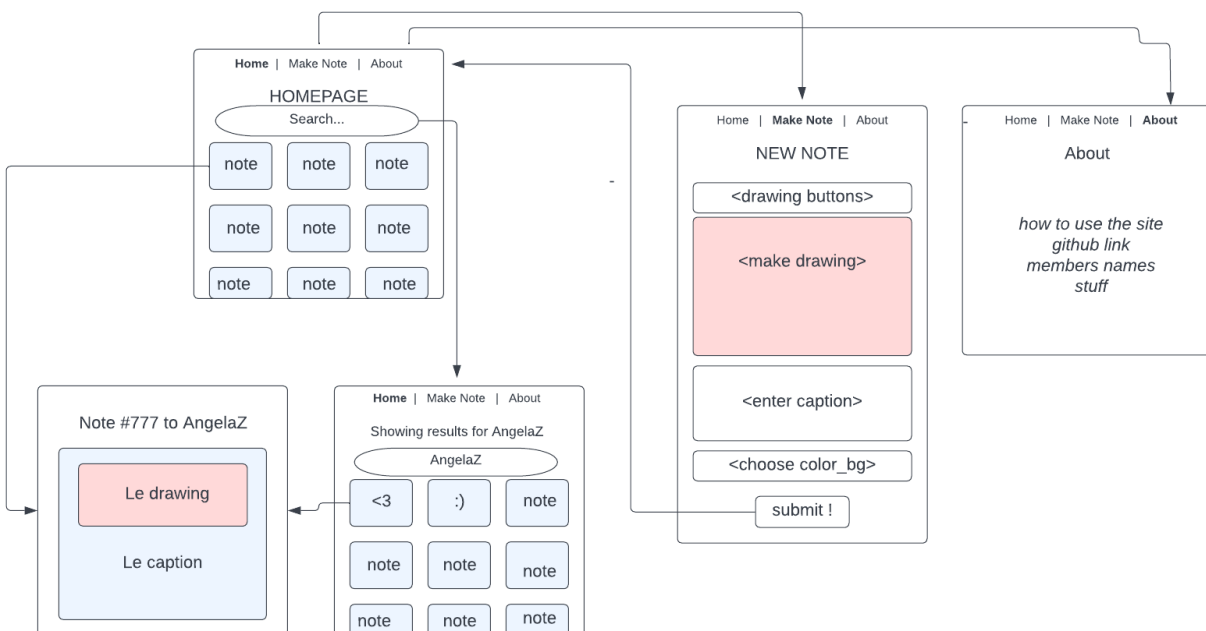 Home | Make Note | About
HOMEPAGE
Search...
note note note
note note note
note note note
Note #777 to AngelaZ
Le drawing
Le caption
Home | Make Note | About
Showing results for AngelaZ
AngelaZ
<3 :) note
note note note
note note note
-
Home | Make Note | About
NEW NOTE
<drawing buttons>
<make drawing>
<enter caption>
<choose color_bg>
submit !
- Home | Make Note | About
About
how to use the site
github link
members names
stuff